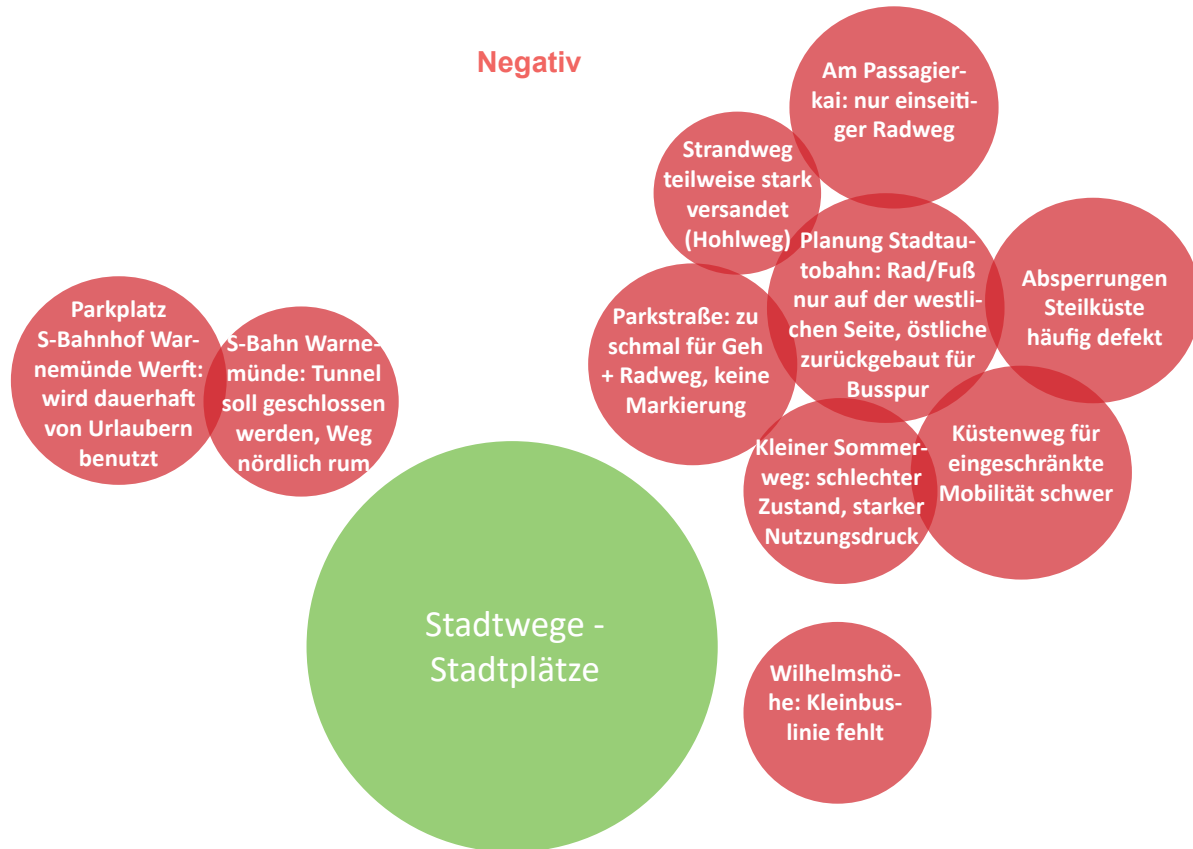 Negativ
Am Passagier-
kai: nur einseiti-
ger Radweg
Strandweg
teilweise stark
versandet
(Hohlweg)
Planung Stadtau-
tobahn: Rad/Fuß
nur auf der westli-
chen Seite, östliche
zurückgebaut für
Busspur
Absperrungen
Steilküste
häufig defekt
Parkstraße: zu
schmal für Geh
+ Radweg, keine
Markierung
Parkplatz
S-Bahnhof War-
nemünde Werft:
wird dauerhaft
von Urlaubern
benutzt
S-Bahn Warne-
münde: Tunnel
soll geschlossen
werden, Weg
nördlich rum
Kleiner Sommer-
weg: schlechter
Zustand, starker
Nutzungsdruck
Küstenweg für
eingeschränkte
Mobilität schwer
Stadtwege -
Stadtplätze
Wilhelmshö-
he: Kleinbus-
linie fehlt